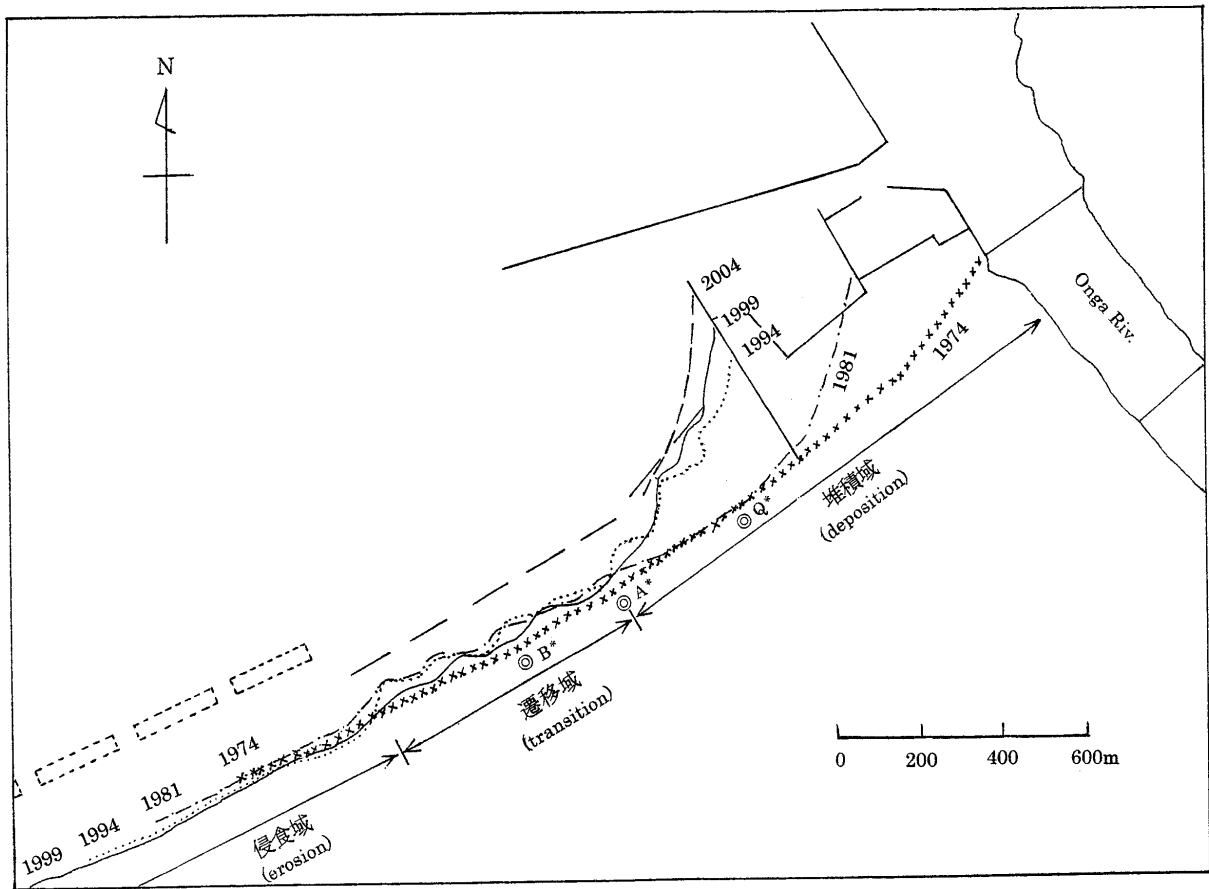 N
2004
1999
1994
1981
1974
Onga Riv.
Q*
堆積域
(deposition)
A*
B*
遷移域
(transition)
1974
1981
1994
1999
侵食域
(erosion)
0 200 400 600m